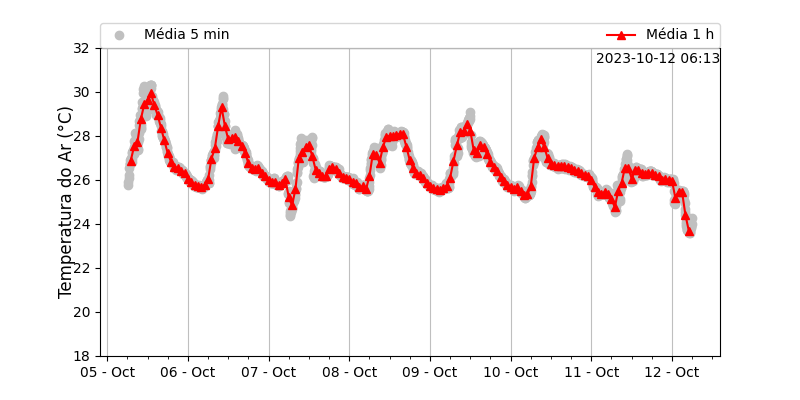 Média 5 min
Média 1 h
2023-10-12 06:13
Temperatura do Ar (°C)
32
30
28
26
24
22
20
18
05 - Oct
06 - Oct
07 - Oct
08 - Oct
09 - Oct
10 - Oct
11 - Oct
12 - Oct